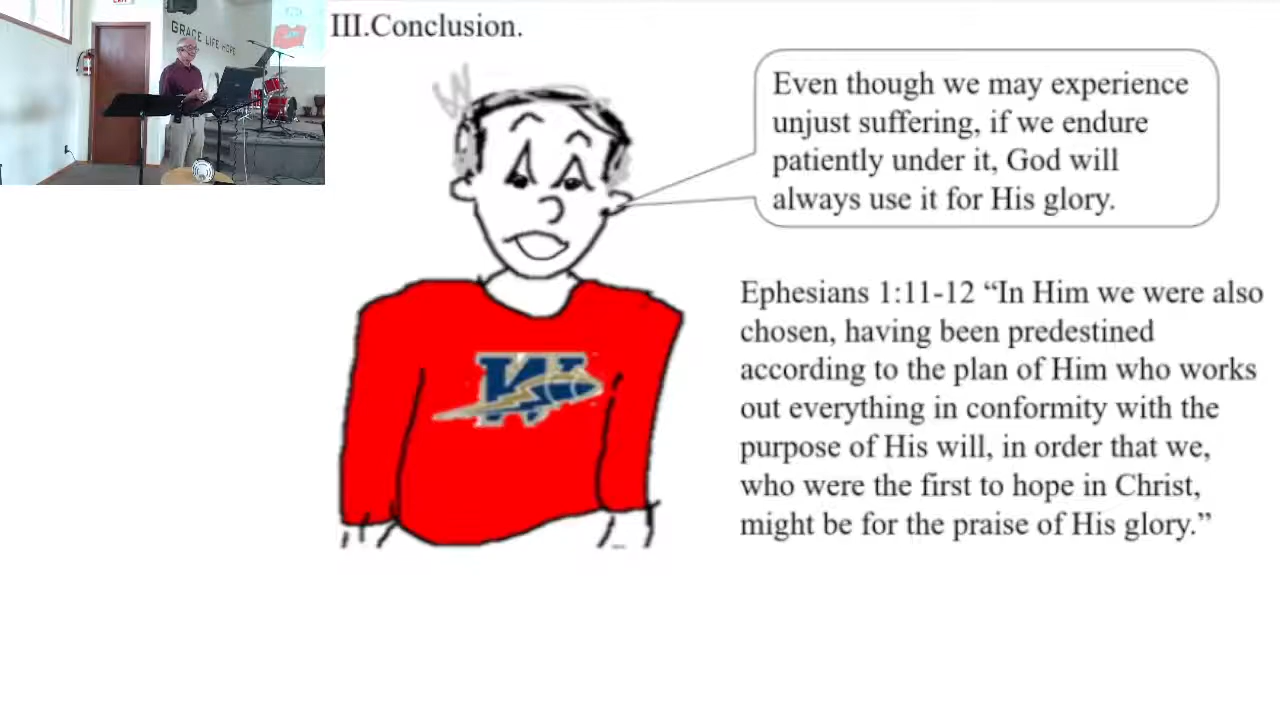 EXIT
GRACE LIFE HOPE
III.Conclusion.
Even though we may experience
unjust suffering, if we endure
patiently under it, God will
always use it for His glory.
W
Ephesians 1:11-12 “In Him we were also
chosen, having been predestined
according to the plan of Him who works
out everything in conformity with the
purpose of His will, in order that we,
who were the first to hope in Christ,
might be for the praise of His glory.”